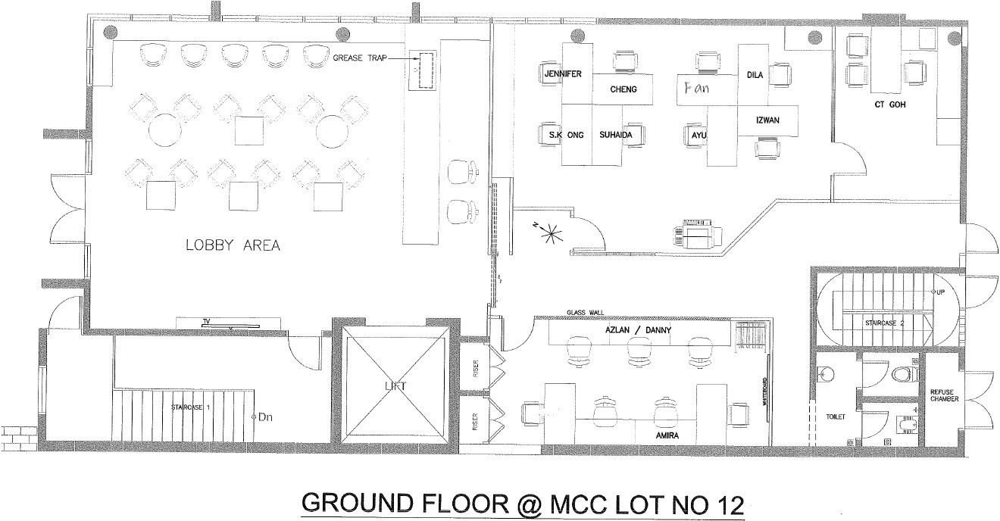 GREASE TRAP
JENNIFER
CHENG
Fan
DILA
CT GOH
IZWAN
S.K ONG
SUHAIDA
AYU
N
LOBBY AREA
UP
TV
GLASS WALL
AZLAN / DANNY
STAIRCASE 2
RISER
WHITEBOARD
LIFT
REFUSE
CHAMBER
STAIRCASE 1
Dn
RISER
TOILET
AMIRA
GROUND FLOOR @ MCC LOT NO 12